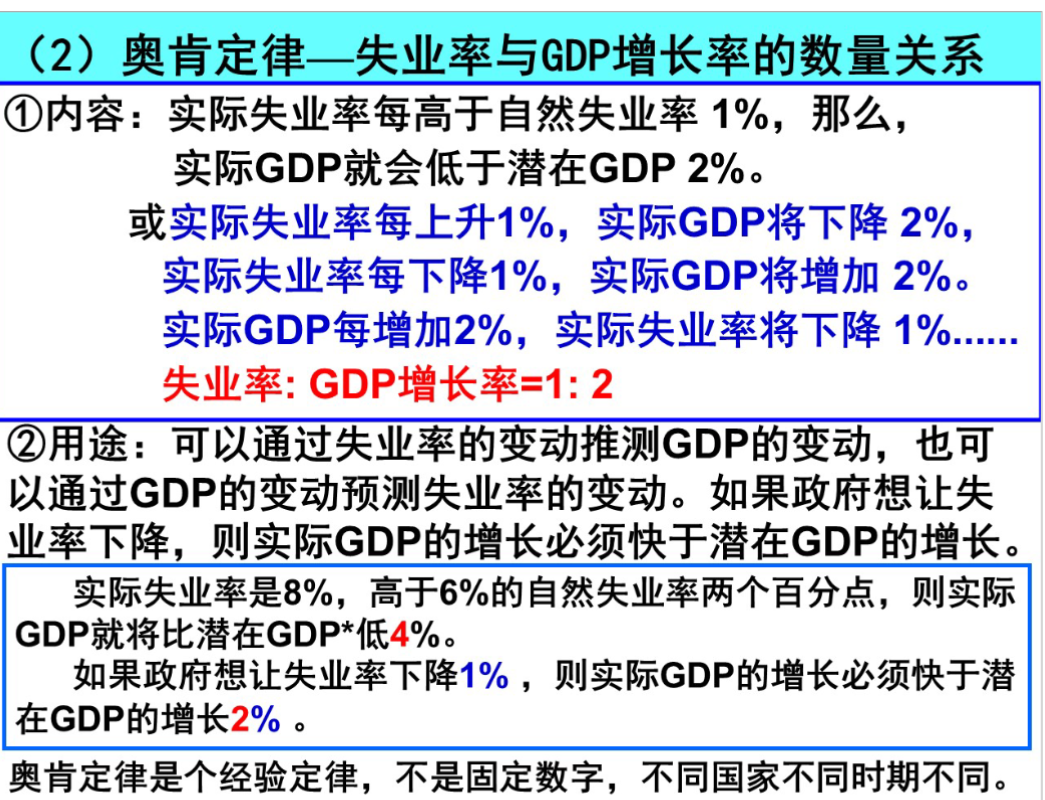 （2）奥肯定律—失业率与GDP增长率的数量关系
①内容：实际失业率每高于自然失业率 1%，那么，
实际GDP就会低于潜在GDP 2%。
或实际失业率每上升1%，实际GDP将下降 2%，
实际失业率每下降1%，实际GDP将增加 2%。
实际GDP每增加2%，实际失业率将下降 1%......
失业率: GDP增长率=1: 2
②用途：可以通过失业率的变动推测GDP的变动，也可
以通过GDP的变动预测失业率的变动。如果政府想让失
业率下降，则实际GDP的增长必须快于潜在GDP的增长。
实际失业率是8%，高于6%的自然失业率两个百分点，则实际
GDP就将比潜在GDP*低4%。
如果政府想让失业率下降1% ，则实际GDP的增长必须快于潜
在GDP的增长2% 。
奥肯定律是个经验定律，不是固定数字，不同国家不同时期不同。